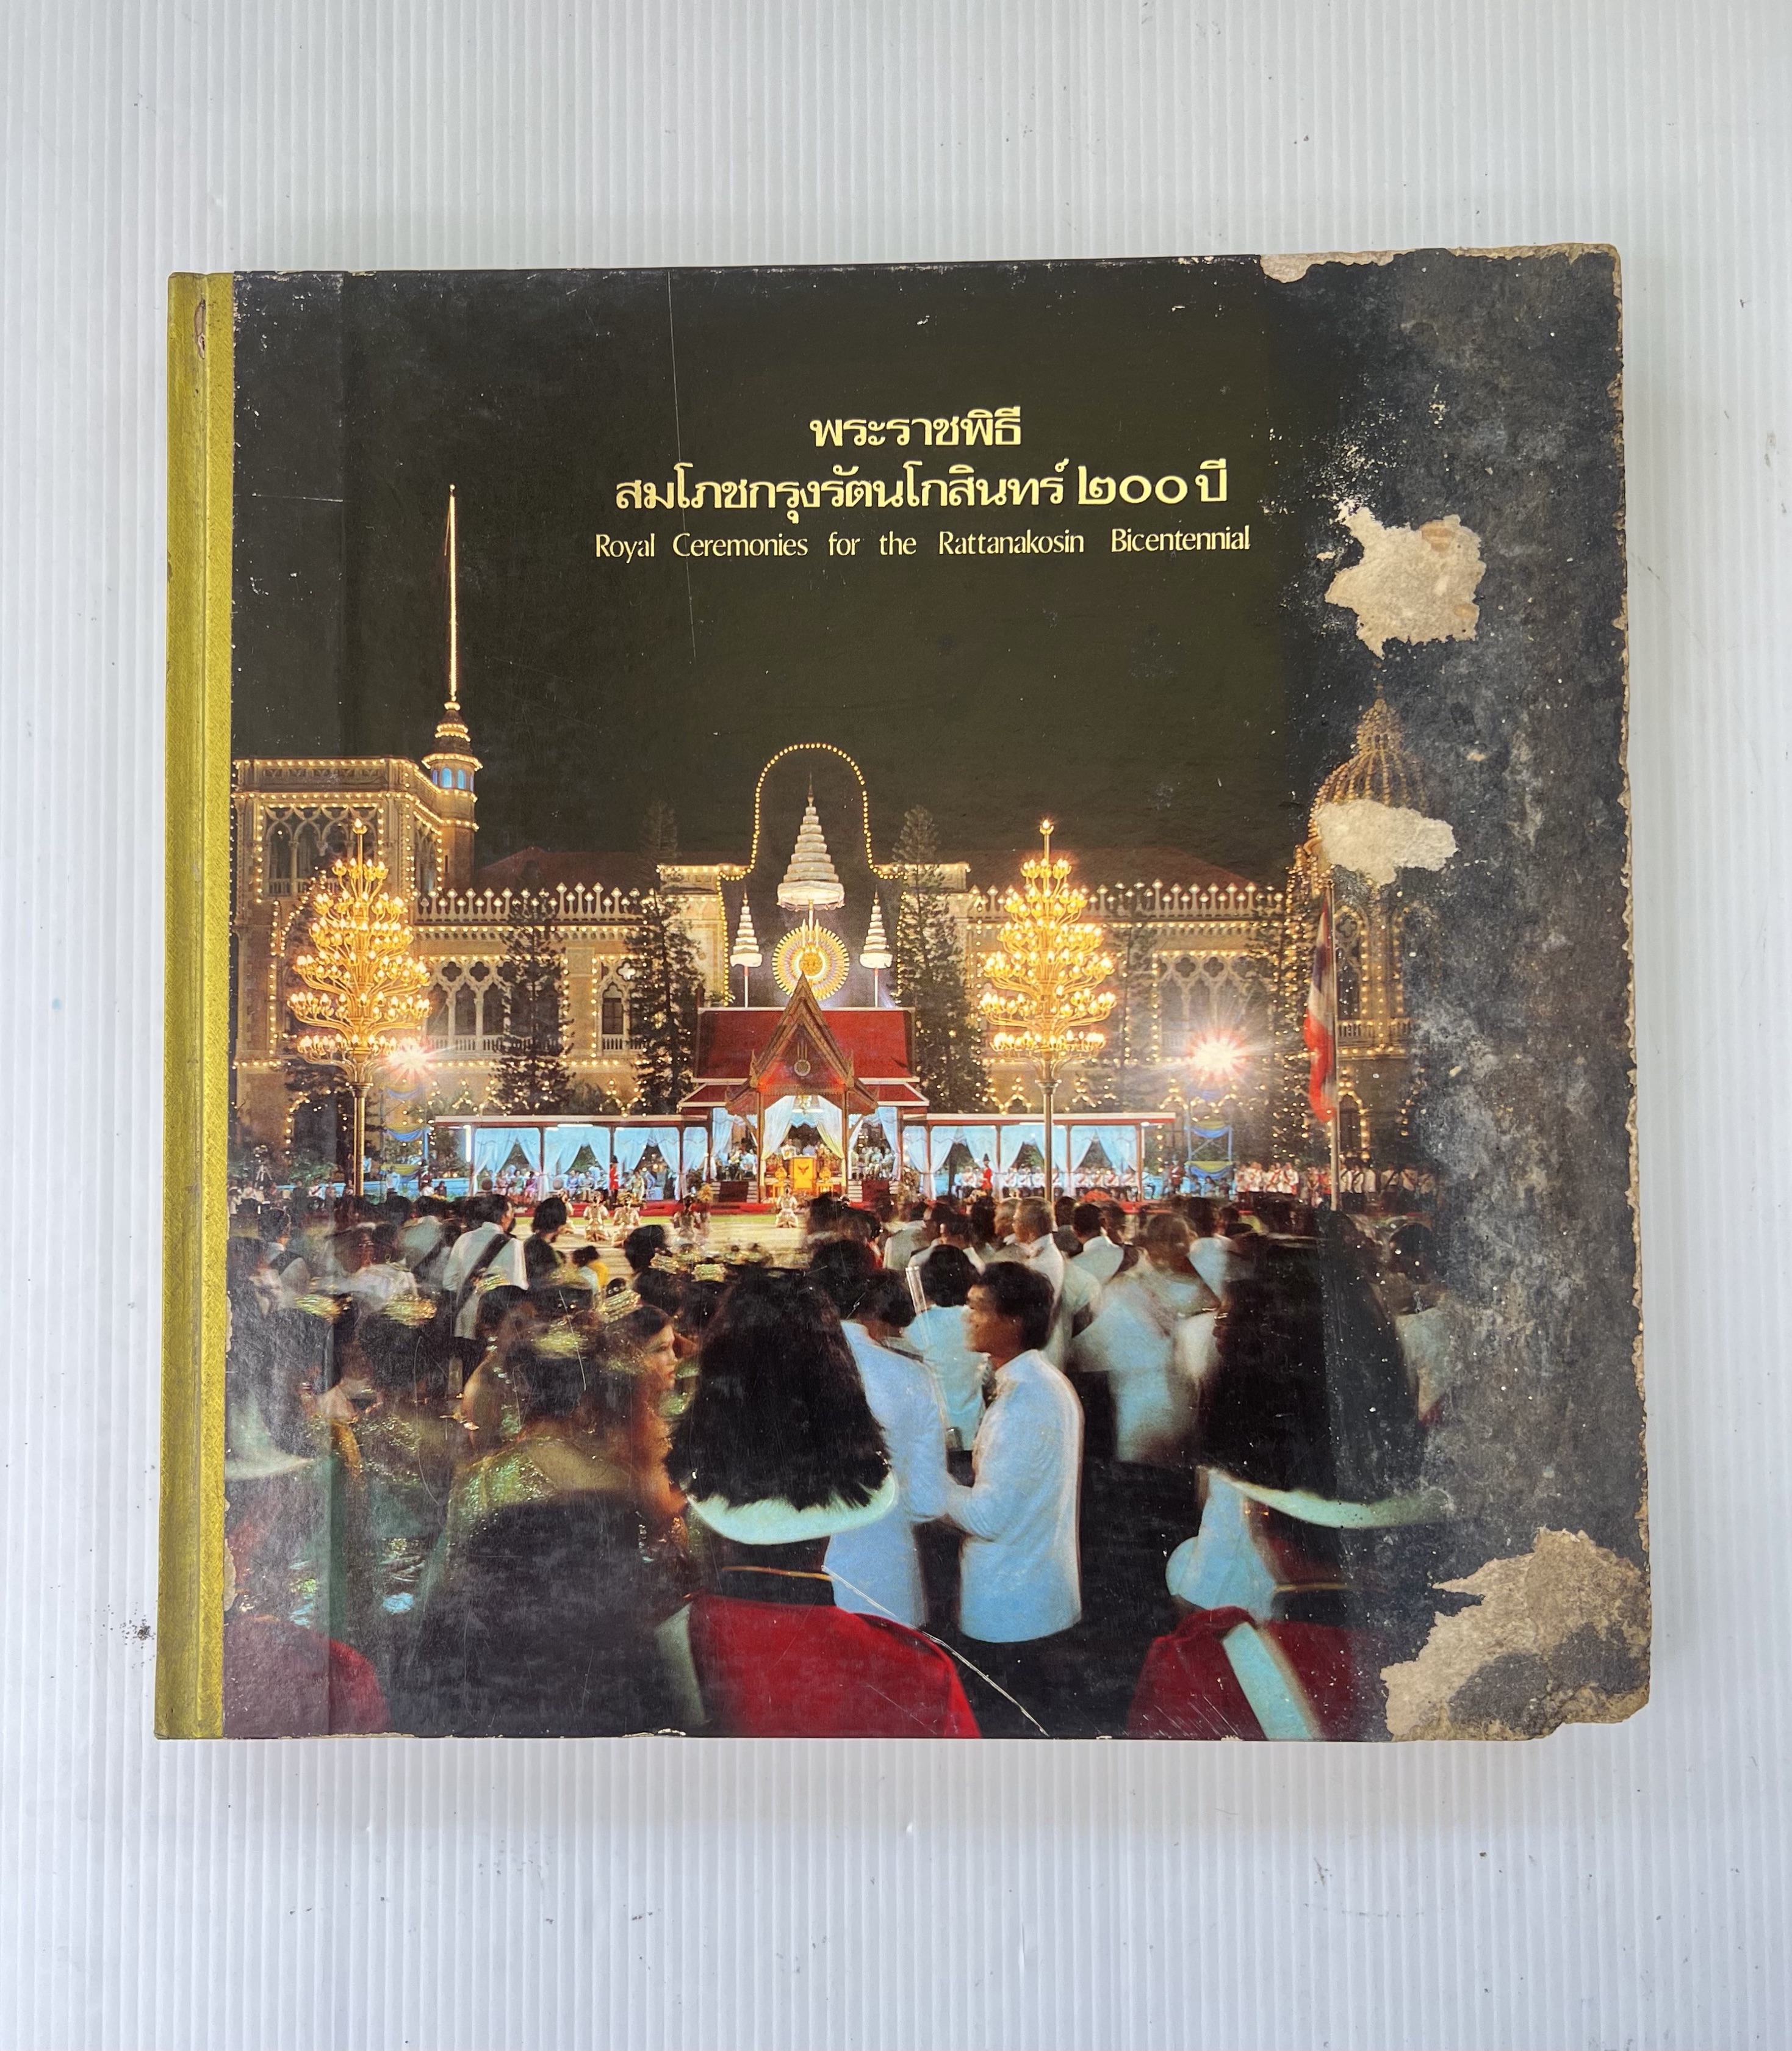 พระราชพิธี
สมโภชกรุงรัตนโกสินทร์ ๒๐๐ ปี
Royal Ceremonies for the Rattanakosin Bicentennial